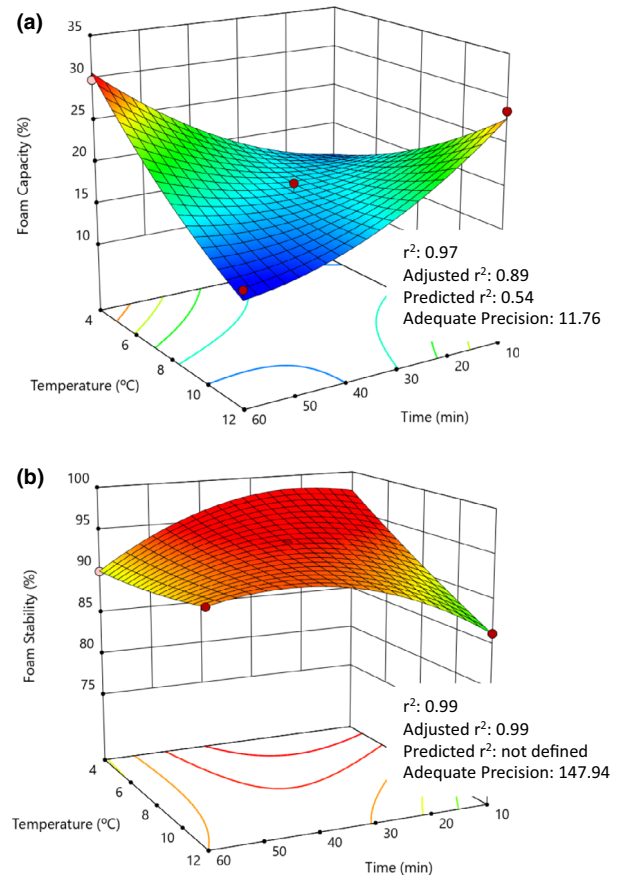 (a)
35
30
25
20
15
10
Foam Capacity (%)
r²: 0.97
Adjusted r²: 0.89
Predicted r²: 0.54
Adequate Precision: 11.76
4
6
8
10
12
Temperature (ºC)
60
50
40
30
20
10
Time (min)
(b)
100
95
90
85
80
75
Foam Stability (%)
r²: 0.99
Adjusted r²: 0.99
Predicted r²: not defined
Adequate Precision: 147.94
4
6
8
10
12
Temperature (ºC)
60
50
40
30
20
10
Time (min)